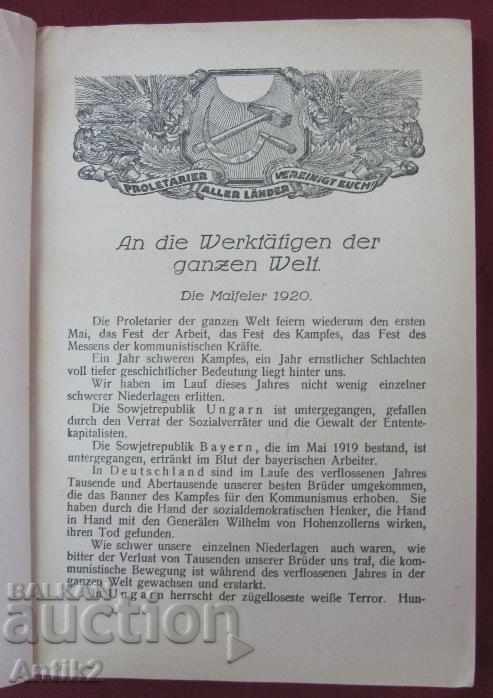 PROLETARIER
ALLER LÄNDER
VEREINIGT EUCH!
An die Werktätigen der
ganzen Welt.
Die Maifeier 1920.
Die Proletarier der ganzen Welt feiern wiederum den ersten
Mai, das Fest der Arbeit, das Fest des Kampfes, das Fest des
Messens der kommunistischen Kräfte.
Ein Jahr schweren Kampfes, ein Jahr ernstlicher Schlachten
voll tiefer geschichtlicher Bedeutung liegt hinter uns.
Wir haben im Lauf dieses Jahres nicht wenig einzelner
schwerer Niederlagen erlitten.
Die Sowjetrepublik Ungarn ist untergegangen, gefallen
durch den Verrat der Sozialverräter und die Gewalt der Entente-
kapitalisten.
Die Sowjetrepublik Bayern, die im Mai 1919 bestand, ist
untergegangen, ertränkt im Blut der bayerischen Arbeiter.
In Deutschland sind im Laufe des verflossenen Jahres
Tausende und Abertausende unserer besten Brüder umgekommen,
die das Banner des Kampfes für den Kommunismus erhoben. Sie
haben durch die Hand der sozialdemokratischen Henker, die Hand
in Hand mit den Generälen Wilhelm von Hohenzollerns wirken,
ihren Tod gefunden.
Wie schwer unsere einzelnen Niederlagen auch waren, wie
bitter der Verlust von Tausenden unserer Brüder uns traf, die kom-
munistische Bewegung ist während des verflossenen Jahres in der
ganzen Welt gewachsen und erstarkt.
In Ungarn herrscht der zügelloseste weiße Terror. Hun-
BALKAN
auction
Antik2